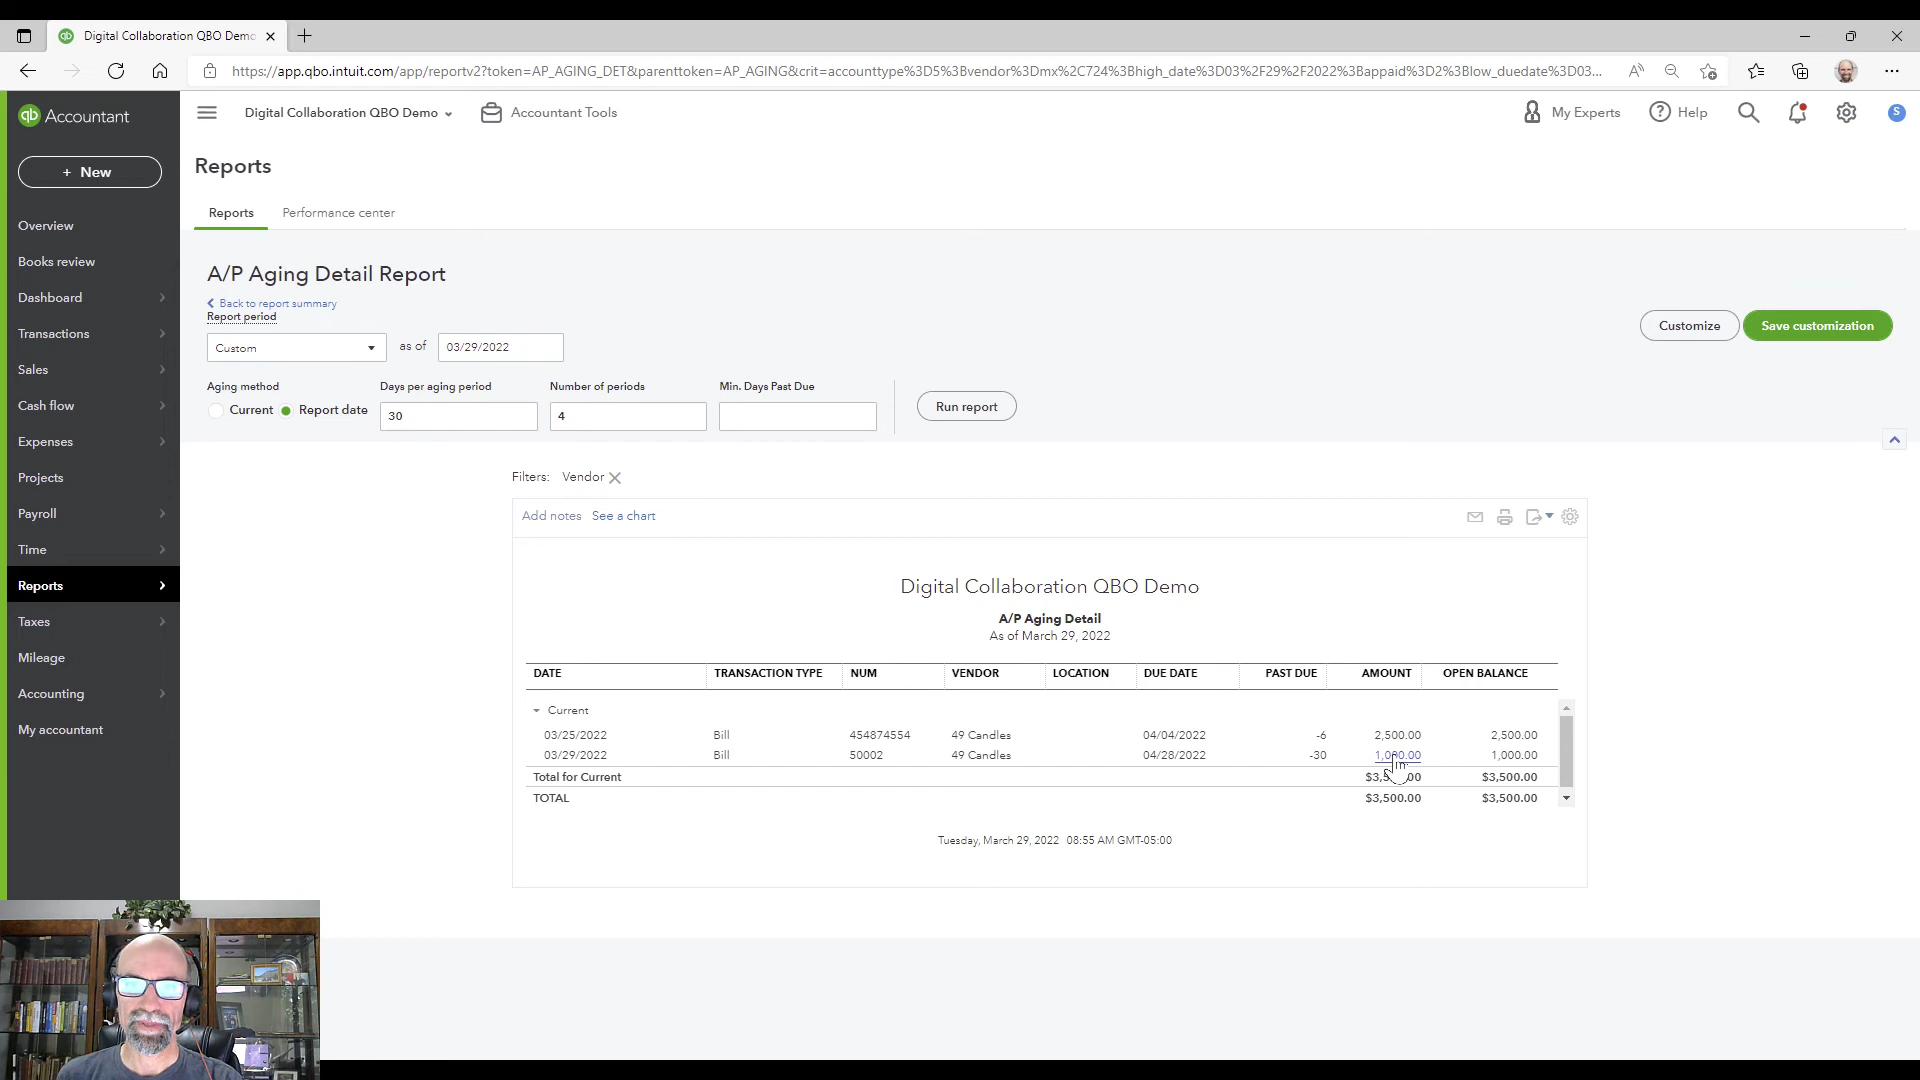 Digital Collaboration QBO Demo
https://app.qbo.intuit.com/app/reportv2?token=AP_AGING_DET&parenttoken=AP_AGING&crit=accounttype%3D5%3Bvendor%3Dmx%2C724%3Bhigh_date%3D03%2F29%2F2022%3Bappaid%3D2%3Blow_duedate%3D03...
qb Accountant
Digital Collaboration QBO Demo
Accountant Tools
My Experts
Help
S
+ New
Overview
Books review
Dashboard
Transactions
Sales
Cash flow
Expenses
Projects
Payroll
Time
Reports
Taxes
Mileage
Accounting
My accountant
Reports
Reports Performance center
A/P Aging Detail Report
Back to report summary
Report period
Custom as of 03/29/2022
Customize Save customization
Aging method Days per aging period Number of periods Min. Days Past Due
Current Report date 30 4 Run report
Filters: Vendor
Add notes See a chart
Digital Collaboration QBO Demo
A/P Aging Detail
As of March 29, 2022
DATE TRANSACTION TYPE NUM VENDOR LOCATION DUE DATE PAST DUE AMOUNT OPEN BALANCE
Current
03/25/2022 Bill 454874554 49 Candles 04/04/2022 -6 2,500.00 2,500.00
03/29/2022 Bill 50002 49 Candles 04/28/2022 -30 1,000.00 1,000.00
Total for Current $3,500.00 $3,500.00
TOTAL $3,500.00 $3,500.00
Tuesday, March 29, 2022 08:55 AM GMT-05:00